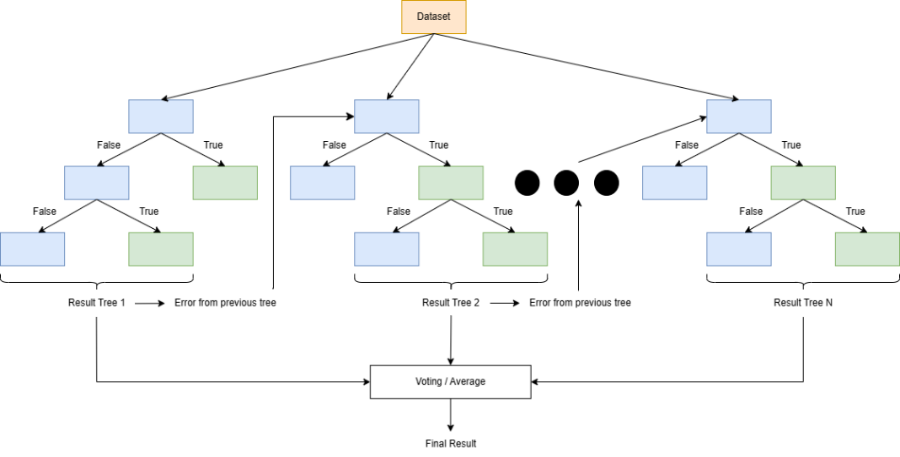 Dataset
False
True
False
True
False
True
False
True
False
True
False
True
Result Tree 1
Error from previous tree
Result Tree 2
Error from previous tree
Result Tree N
Voting / Average
Final Result